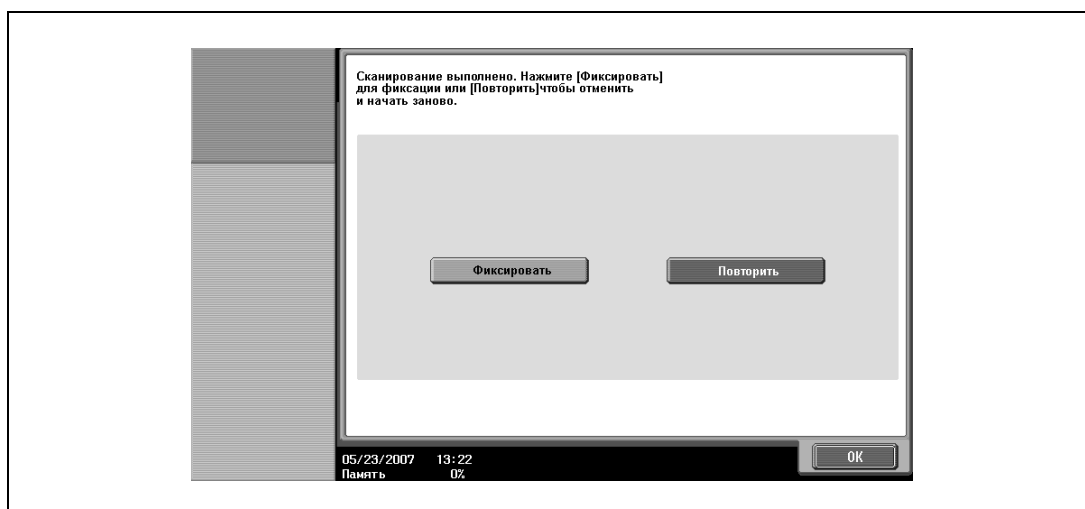 Сканирование выполнено. Нажмите [Фиксировать]
для фиксации или [Повторить]чтобы отменить
и начать заново.
Фиксировать Повторить
05/23/2007 13:22
Память 0%
OK